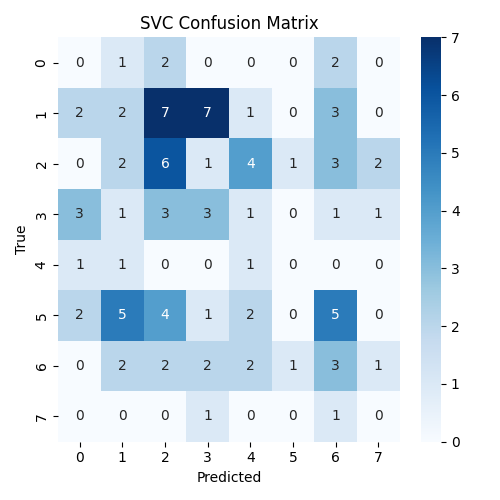 SVC Confusion Matrix
0 0 1 2 0 0 0 2 0
1 2 2 7 7 1 0 3 0
2 0 2 6 1 4 1 3 2
3 3 1 3 3 1 0 1 1
4 1 1 0 0 1 0 0 0
5 2 5 4 1 2 0 5 0
6 0 2 2 2 2 1 3 1
7 0 0 0 1 0 0 1 0
0 1 2 3 4 5 6 7
Predicted
True
7
6
5
4
3
2
1
0